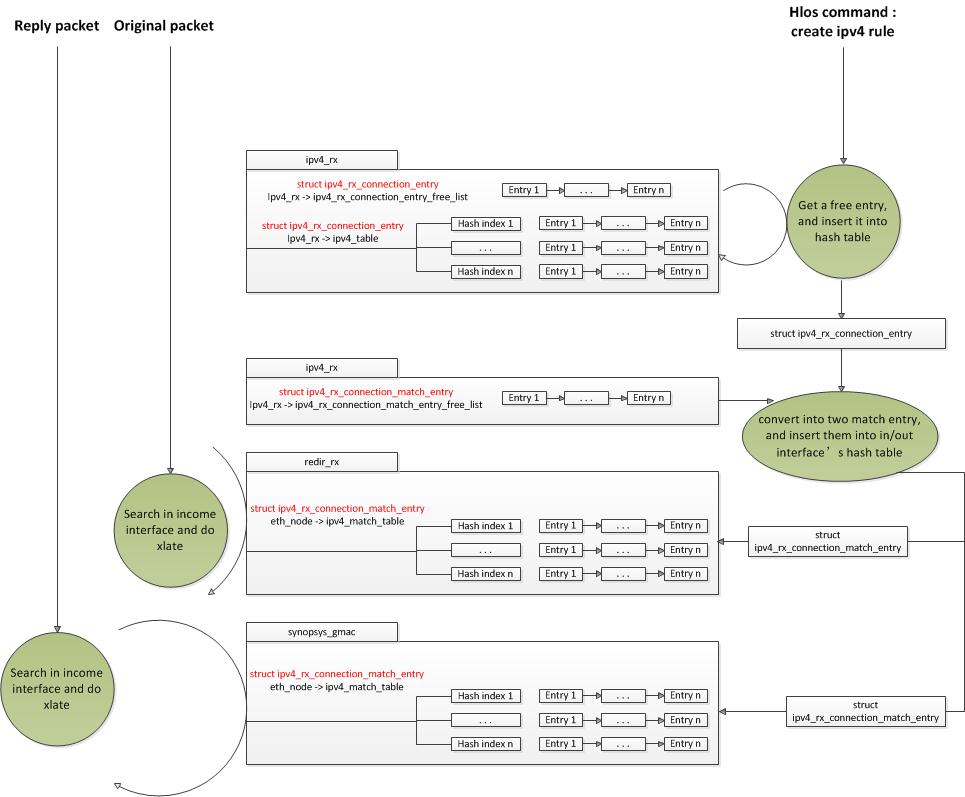 Reply packet
Original packet
Hlos command :
create ipv4 rule
ipv4_rx
struct ipv4_rx_connection_entry
Ipv4_rx -> ipv4_rx_connection_entry_free_list
Entry 1
. . .
Entry n
struct ipv4_rx_connection_entry
Ipv4_rx -> ipv4_table
Hash index 1
Entry 1
. . .
Entry n
. . .
Entry 1
. . .
Entry n
Hash index n
Entry 1
. . .
Entry n
Get a free entry,
and insert it into
hash table
struct ipv4_rx_connection_entry
ipv4_rx
struct ipv4_rx_connection_match_entry
Ipv4_rx -> ipv4_rx_connection_match_entry_free_list
Entry 1
. . .
Entry n
convert into two match entry,
and insert them into in/out
interface’s hash table
redir_rx
struct ipv4_rx_connection_match_entry
eth_node -> ipv4_match_table
Hash index 1
Entry 1
. . .
Entry n
. . .
Entry 1
. . .
Entry n
Hash index n
Entry 1
. . .
Entry n
Search in income
interface and do
xlate
struct
ipv4_rx_connection_match_entry
synopsys_gmac
struct ipv4_rx_connection_match_entry
eth_node -> ipv4_match_table
Hash index 1
Entry 1
. . .
Entry n
. . .
Entry 1
. . .
Entry n
Hash index n
Entry 1
. . .
Entry n
Search in income
interface and do
xlate
struct
ipv4_rx_connection_match_entry